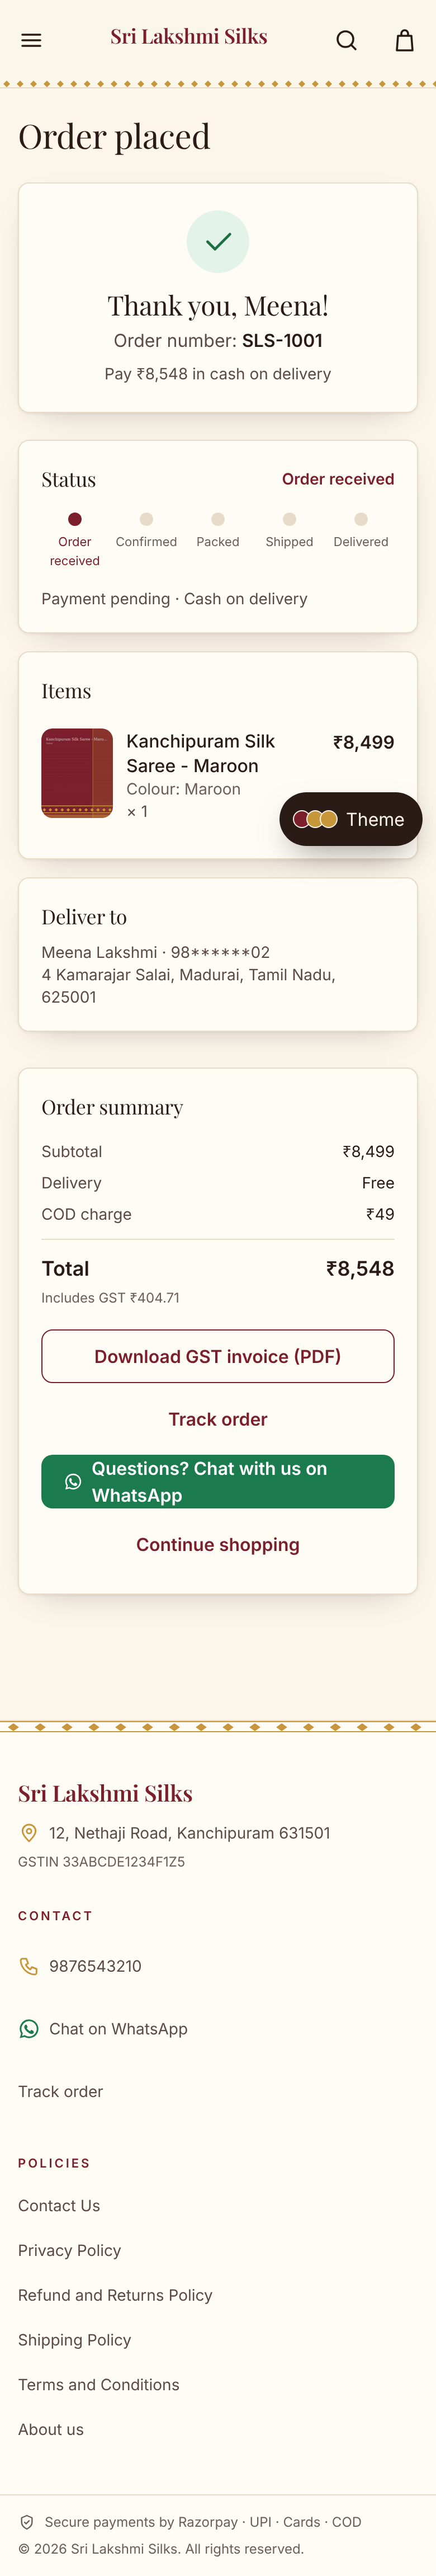 Sri Lakshmi Silks
Order placed
Thank you, Meena!
Order number: SLS-1001
Pay ₹8,548 in cash on delivery
Status
Order received
Order received
Confirmed
Packed
Shipped
Delivered
Payment pending · Cash on delivery
Items
Kanchipuram Silk
Saree - Maroon
₹8,499
Colour: Maroon
× 1
Theme
Deliver to
Meena Lakshmi · 98******02
4 Kamarajar Salai, Madurai, Tamil Nadu,
625001
Order summary
Subtotal ₹8,499
Delivery Free
COD charge ₹49
Total ₹8,548
Includes GST ₹404.71
Download GST invoice (PDF)
Track order
Questions? Chat with us on
WhatsApp
Continue shopping
Sri Lakshmi Silks
12, Nethaji Road, Kanchipuram 631501
GSTIN 33ABCDE1234F1Z5
CONTACT
9876543210
Chat on WhatsApp
Track order
POLICIES
Contact Us
Privacy Policy
Refund and Returns Policy
Shipping Policy
Terms and Conditions
About us
Secure payments by Razorpay · UPI · Cards · COD
© 2026 Sri Lakshmi Silks. All rights reserved.